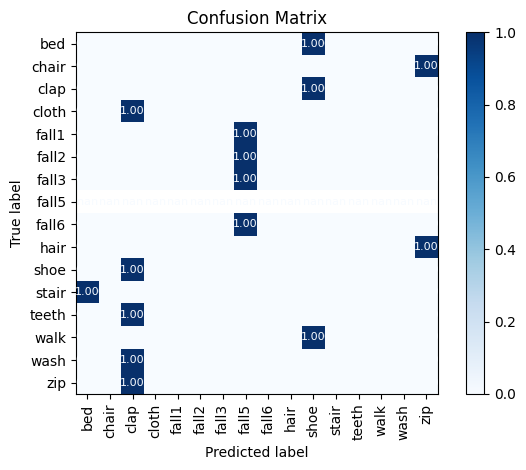 Confusion Matrix
bed 1.00
chair 1.00
clap 1.00
cloth 1.00
fall1 1.00
fall2 1.00
fall3 1.00
fall5
fall6 1.00
hair 1.00
shoe 1.00
stair 1.00
teeth 1.00
walk 1.00
wash 1.00
zip 1.00
True label
bed chair clap cloth fall1 fall2 fall3 fall5 fall6 hair shoe stair teeth walk wash zip
Predicted label
1.0
0.8
0.6
0.4
0.2
0.0